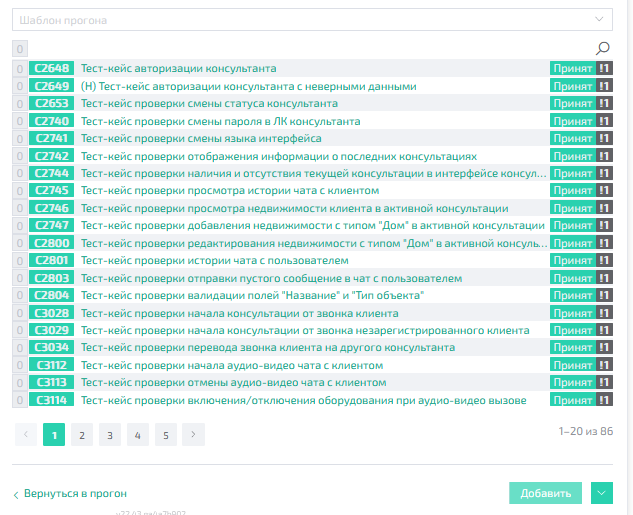 Шаблон прогона
0
0 C2648 Тест-кейс авторизации консультанта Принят !1
0 C2649 (Н) Тест-кейс авторизации консультанта с неверными данными Принят !1
0 C2653 Тест-кейс проверки смены статуса консультанта Принят !1
0 C2740 Тест-кейс проверки смены пароля в ЛК консультанта Принят !1
0 C2741 Тест-кейс проверки смены языка интерфейса Принят !1
0 C2742 Тест-кейс проверки отображения информации о последних консультациях Принят !1
0 C2744 Тест-кейс проверки наличия и отсутствия текущей консультации в интерфейсе консул... Принят !1
0 C2745 Тест-кейс проверки просмотра истории чата с клиентом Принят !1
0 C2746 Тест-кейс проверки просмотра недвижимости клиента в активной консультации Принят !1
0 C2747 Тест-кейс проверки добавления недвижимости с типом "Дом" в активной консультации Принят !1
0 C2800 Тест-кейс проверки редактирования недвижимости с типом "Дом" в активной консуль... Принят !1
0 C2801 Тест-кейс проверки истории чата с пользователем Принят !1
0 C2803 Тест-кейс проверки отправки пустого сообщение в чат с пользователем Принят !1
0 C2804 Тест-кейс проверки валидации полей "Название" и "Тип объекта" Принят !1
0 C3028 Тест-кейс проверки начала консультации от звонка клиента Принят !1
0 C3029 Тест-кейс проверки начала консультации от звонка незарегистрированного клиента Принят !1
0 C3034 Тест-кейс проверки перевода звонка клиента на другого консультанта Принят !1
0 C3112 Тест-кейс проверки начала аудио-видео чата с клиентом Принят !1
0 C3113 Тест-кейс проверки отмены аудио-видео чата с клиентом Принят !1
0 C3114 Тест-кейс проверки включения/отключения оборудования при аудио-видео вызове Принят !1
1 2 3 4 5 1–20 из 86
Вернуться в прогон Добавить